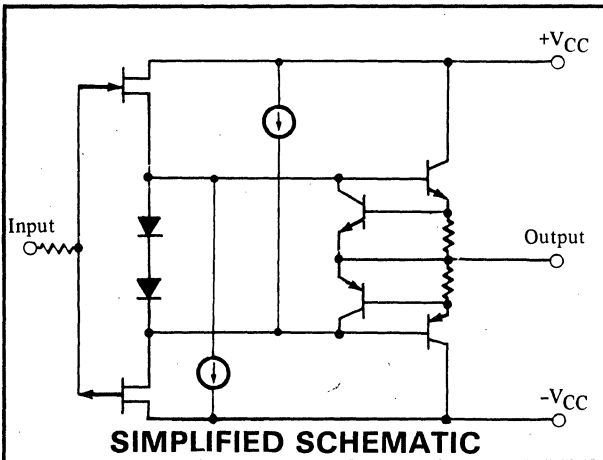 +VCC
Input
Output
-VCC
SIMPLIFIED SCHEMATIC